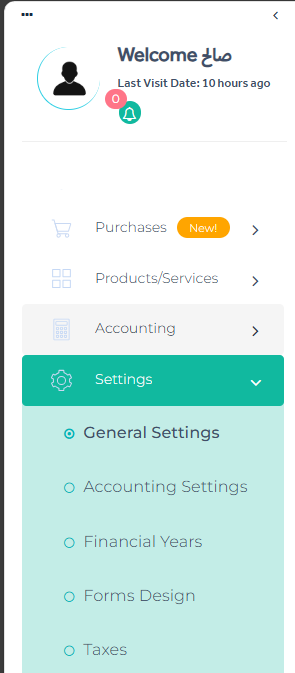 Welcome صالح
Last Visit Date: 10 hours ago
0
Purchases New!
Products/Services
Accounting
Settings
General Settings
Accounting Settings
Financial Years
Forms Design
Taxes